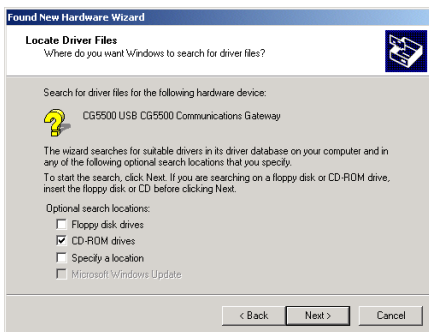 Found New Hardware Wizard
Locate Driver Files
Where do you want Windows to search for driver files?
Search for driver files for the following hardware device:
CG5500 USB CG5500 Communications Gateway
The wizard searches for suitable drivers in its driver database on your computer and in
any of the following optional search locations that you specify.
To start the search, click Next. If you are searching on a floppy disk or CD-ROM drive,
insert the floppy disk or CD before clicking Next.
Optional search locations:
Floppy disk drives
CD-ROM drives
Specify a location
Microsoft Windows Update
< Back Next > Cancel